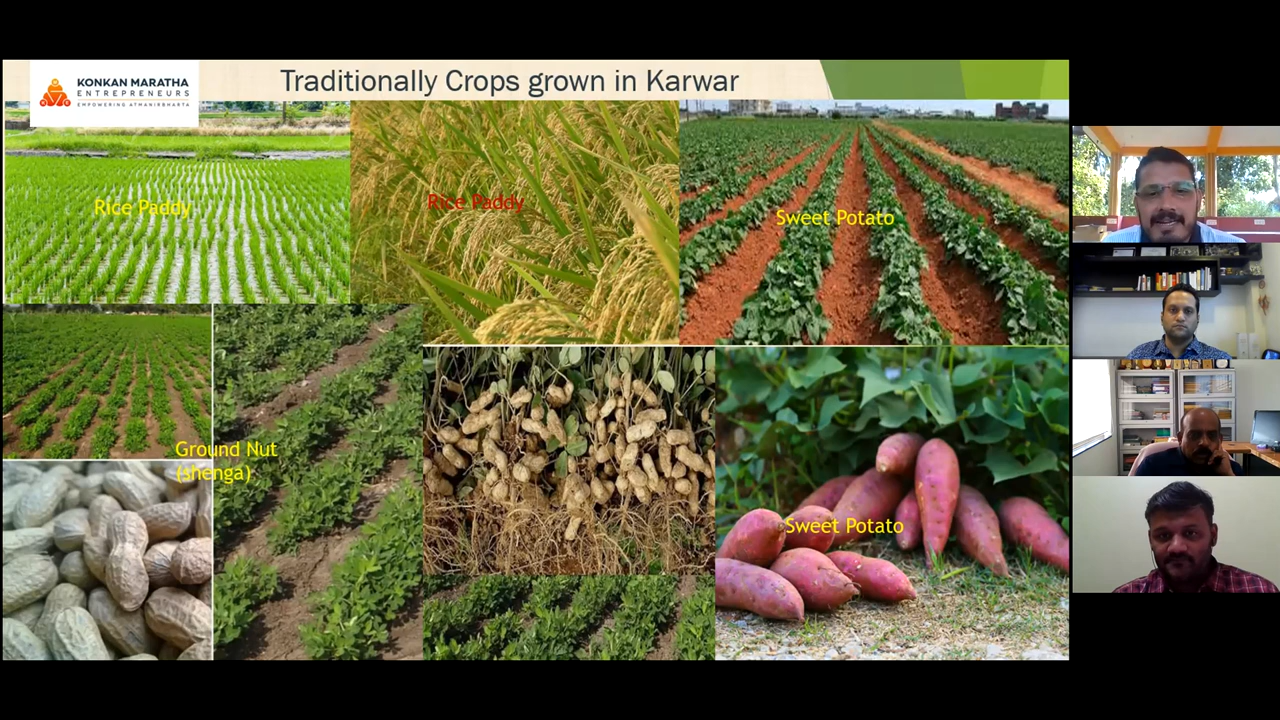 KONKAN MARATHA
ENTREPRENEURS
EMPOWERING ATMANIRBHARTA
Traditionally Crops grown in Karwar
Rice Paddy
Rice Paddy
Sweet Potato
Ground Nut
(shenga)
Sweet Potato